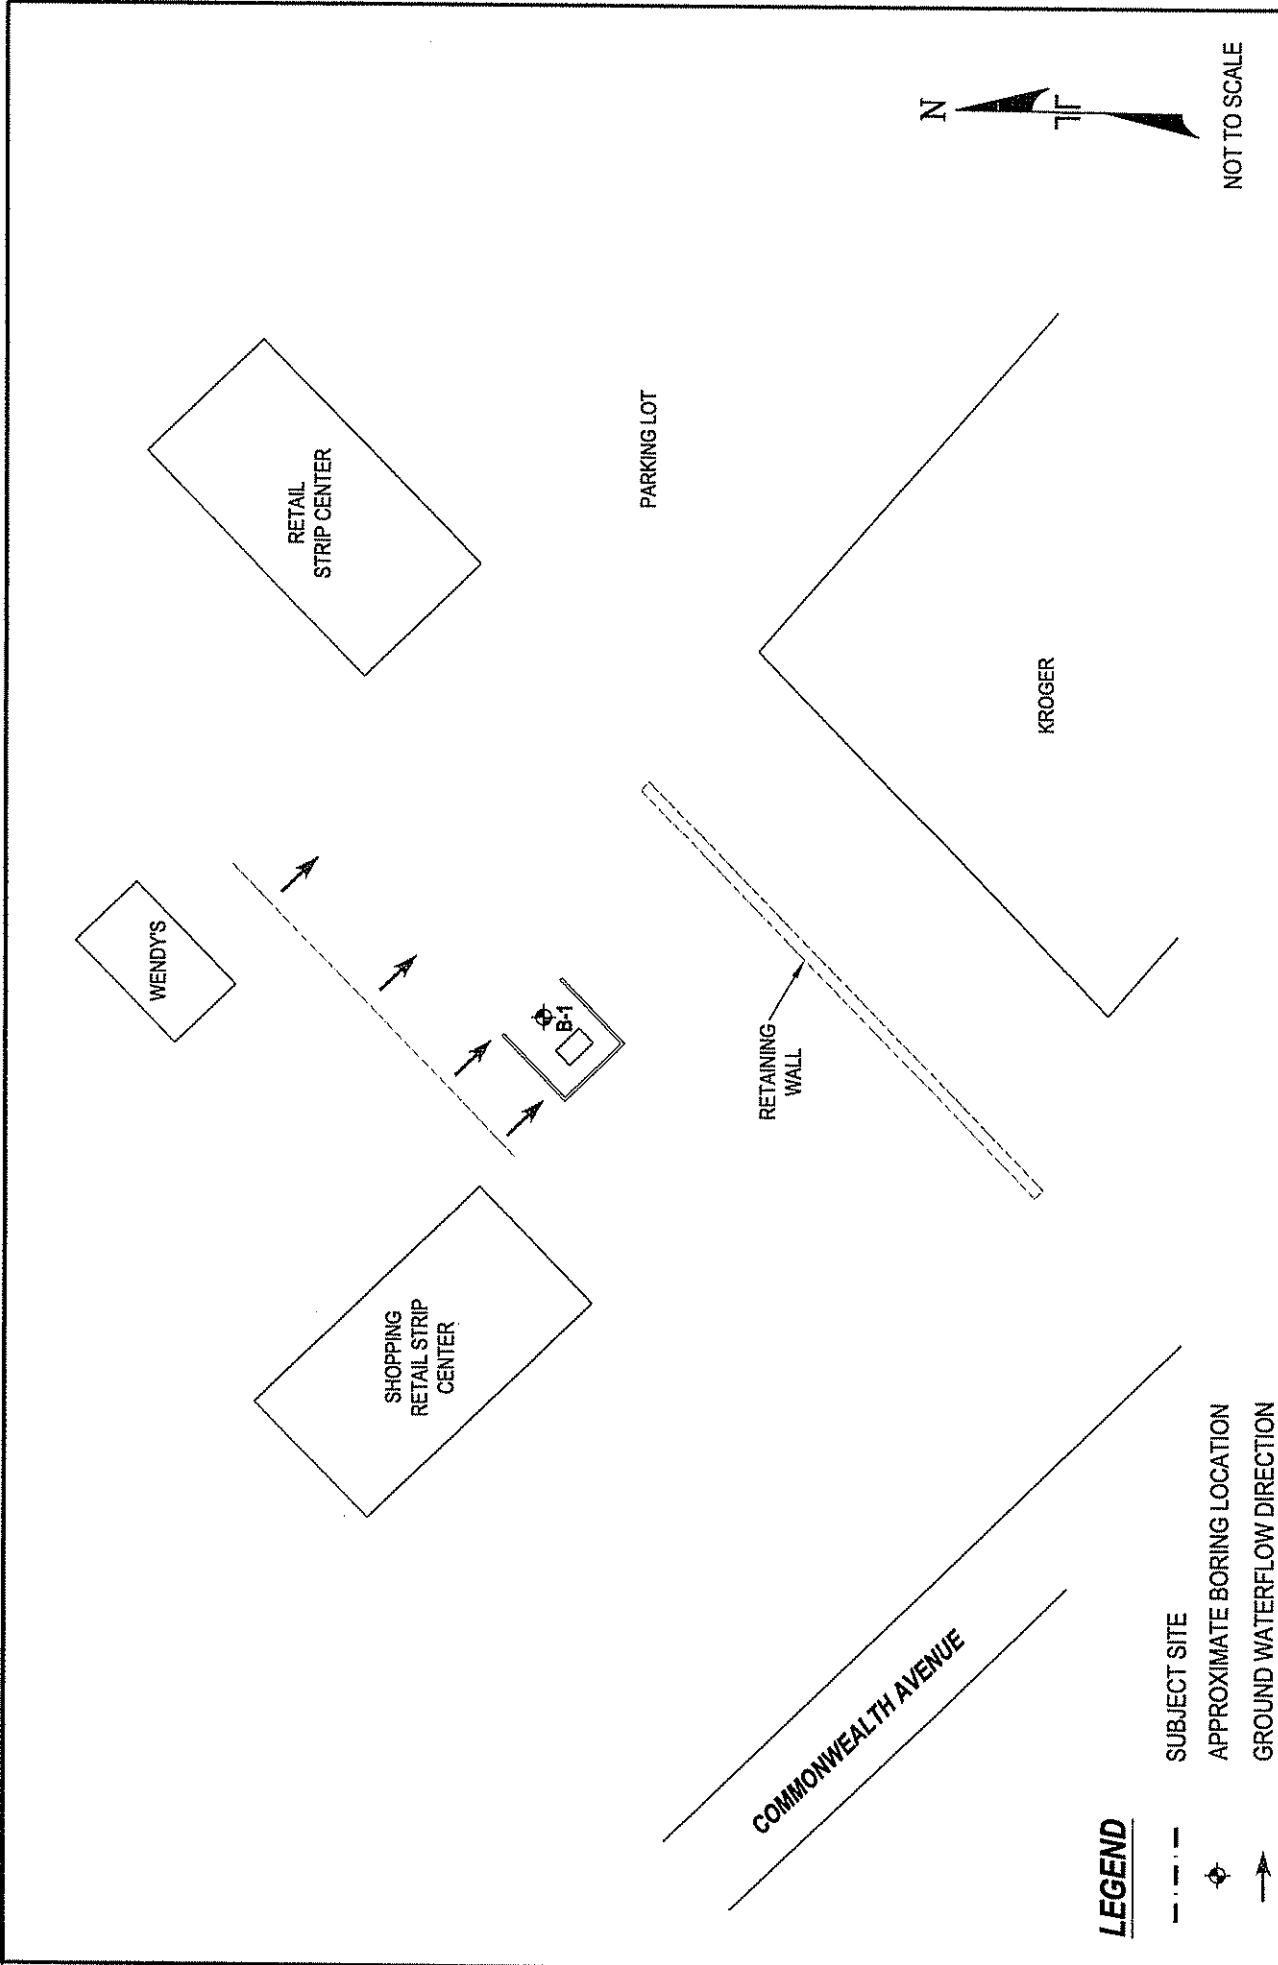 WENDY'S
RETAIL
STRIP CENTER
SHOPPING
RETAIL STRIP
CENTER
B-1
PARKING LOT
RETAINING
WALL
KROGER
COMMONWEALTH AVENUE
N
NOT TO SCALE
LEGEND
SUBJECT SITE
APPROXIMATE BORING LOCATION
GROUND WATERFLOW DIRECTION